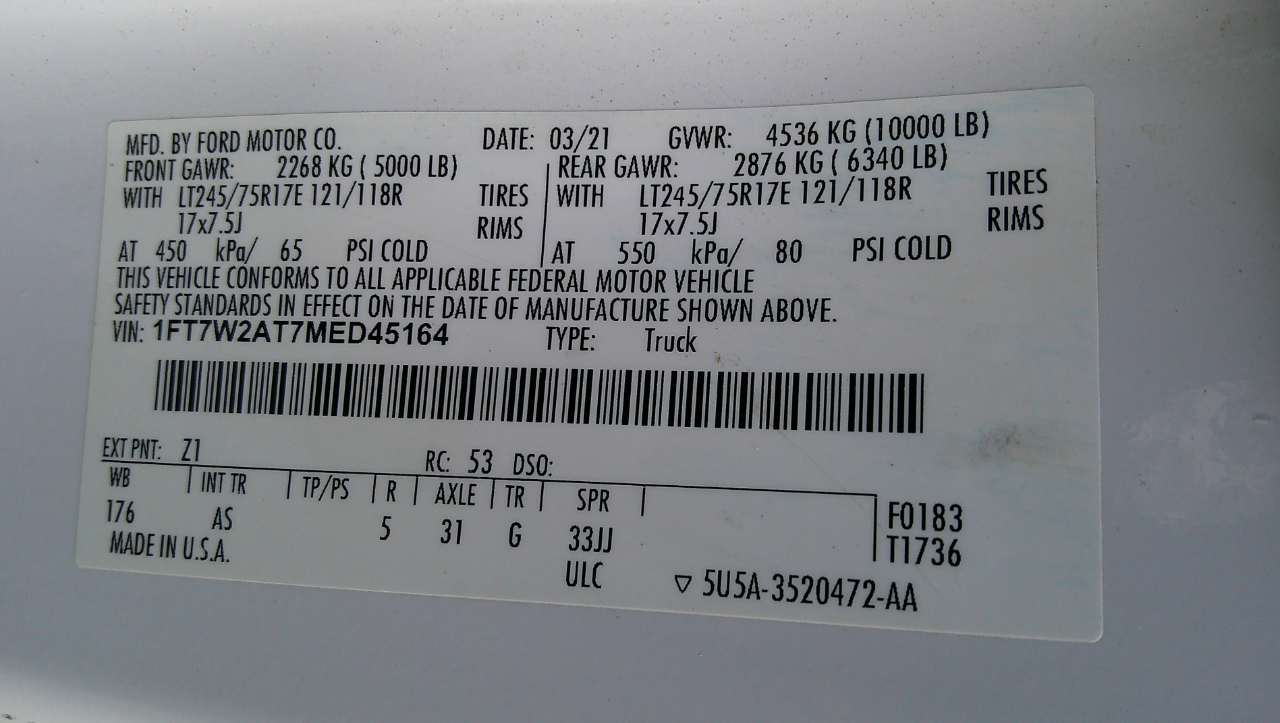 MFD. BY FORD MOTOR CO. DATE: 03/21 GVWR: 4536 KG (10000 LB)
FRONT GAWR: 2268 KG ( 5000 LB) REAR GAWR: 2876 KG ( 6340 LB)
WITH LT245/75R17E 121/118R TIRES WITH LT245/75R17E 121/118R TIRES
17x7.5J RIMS 17x7.5J RIMS
AT 450 kPa/ 65 PSI COLD AT 550 kPa/ 80 PSI COLD
THIS VEHICLE CONFORMS TO ALL APPLICABLE FEDERAL MOTOR VEHICLE
SAFETY STANDARDS IN EFFECT ON THE DATE OF MANUFACTURE SHOWN ABOVE.
VIN: 1FT7W2AT7MED45164 TYPE: Truck
EXT PNT: Z1 RC: 53 DSO:
WB INT TR TP/PS R AXLE TR SPR
176 AS 5 31 G 33JJ F0183
MADE IN U.S.A. T1736
ULC ▽ 5U5A-3520472-AA